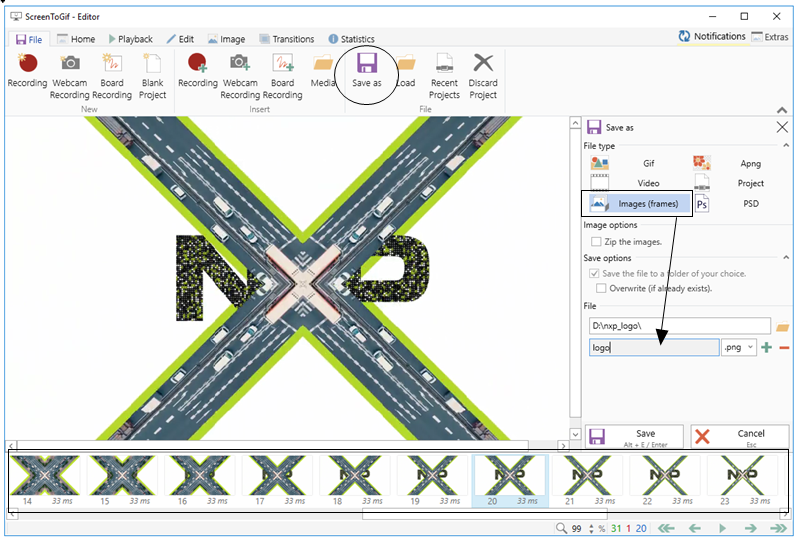 ScreenToGif - Editor
File Home Playback Edit Image Transitions Statistics Notifications Extras
Recording Webcam Recording Board Recording Blank Project Recording Webcam Recording Board Recording Media Save as Load Recent Projects Discard Project
New Insert File
NXP
Save as
File type
Gif Apng
Video Project
Images (frames) Ps PSD
Image options
Zip the images.
Save options
Save the file to a folder of your choice.
Overwrite (if already exists).
File
D:\nxp_logo\
logo .png
Save Cancel
Alt + E / Enter Esc
14 33 ms 15 33 ms 16 33 ms 17 33 ms 18 33 ms 19 33 ms 20 33 ms 21 33 ms 22 33 ms 23 33 ms
99 % 31 1 20